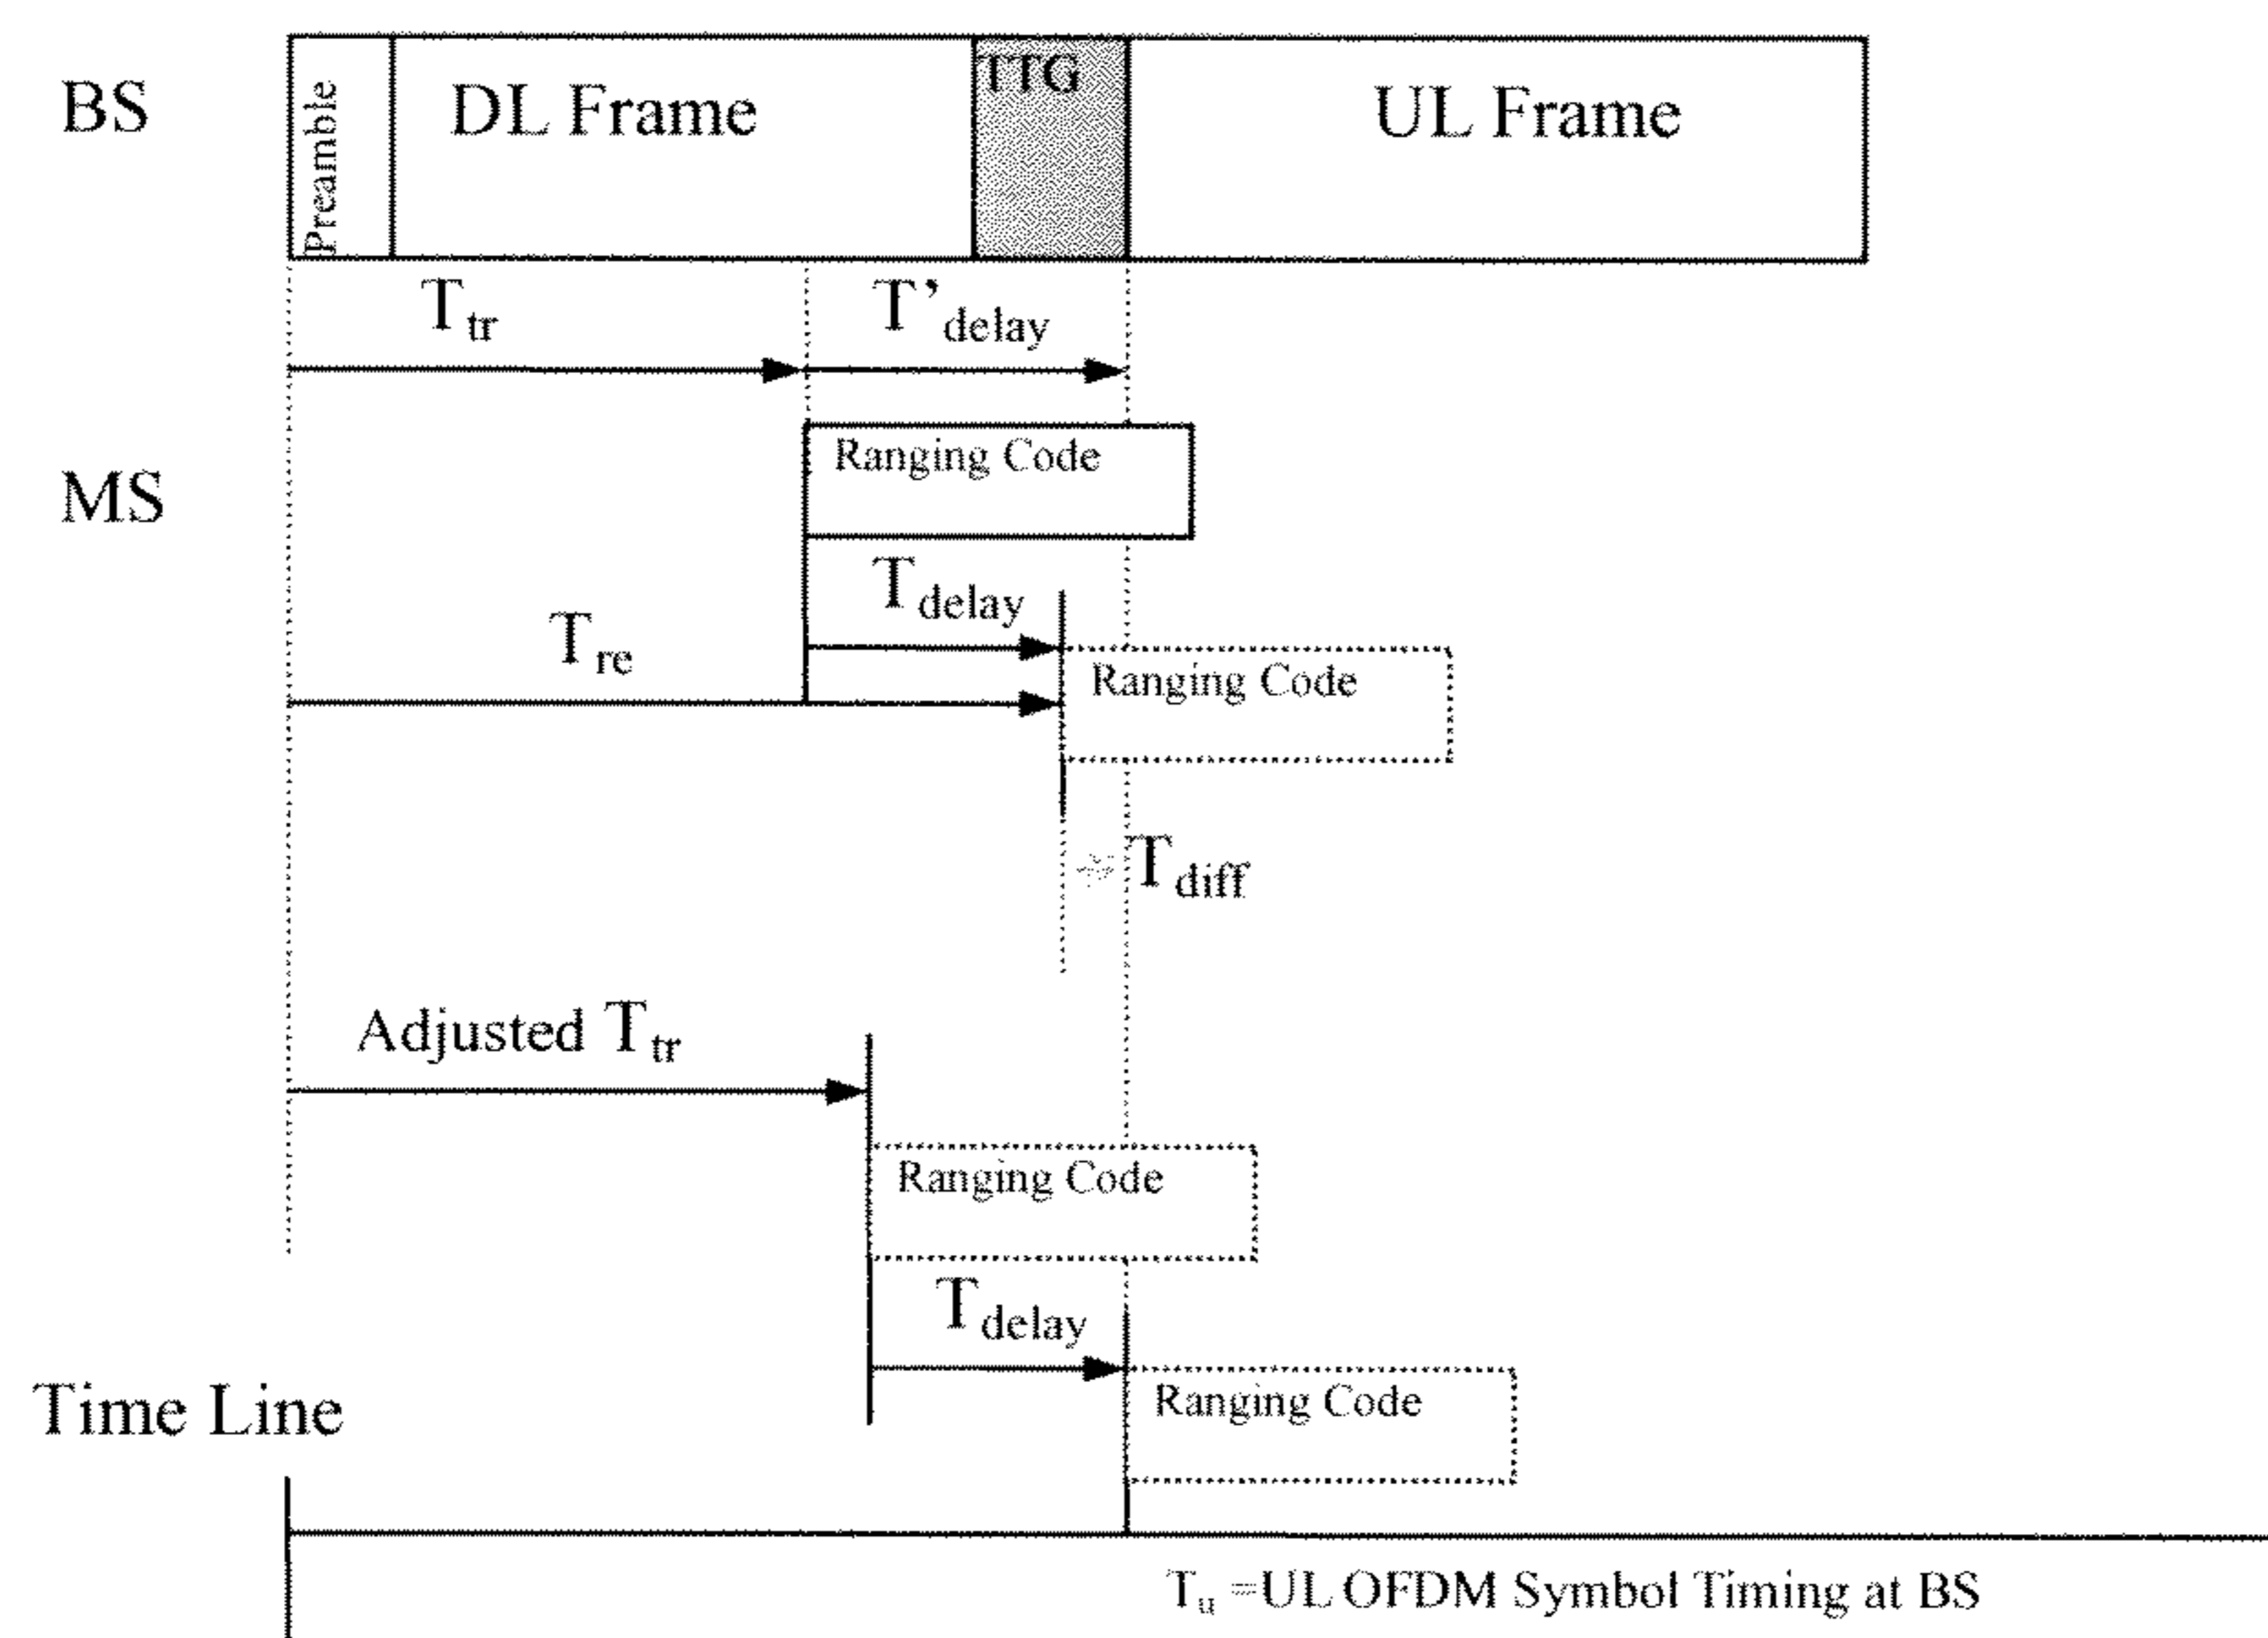 BS
Preamble
DL Frame
TTG
UL Frame
T_tr
T'_delay
MS
Ranging Code
T_delay
T_re
Ranging Code
T_diff
Adjusted T_tr
Ranging Code
T_delay
Ranging Code
Time Line
T_u =UL OFDM Symbol Timing at BS